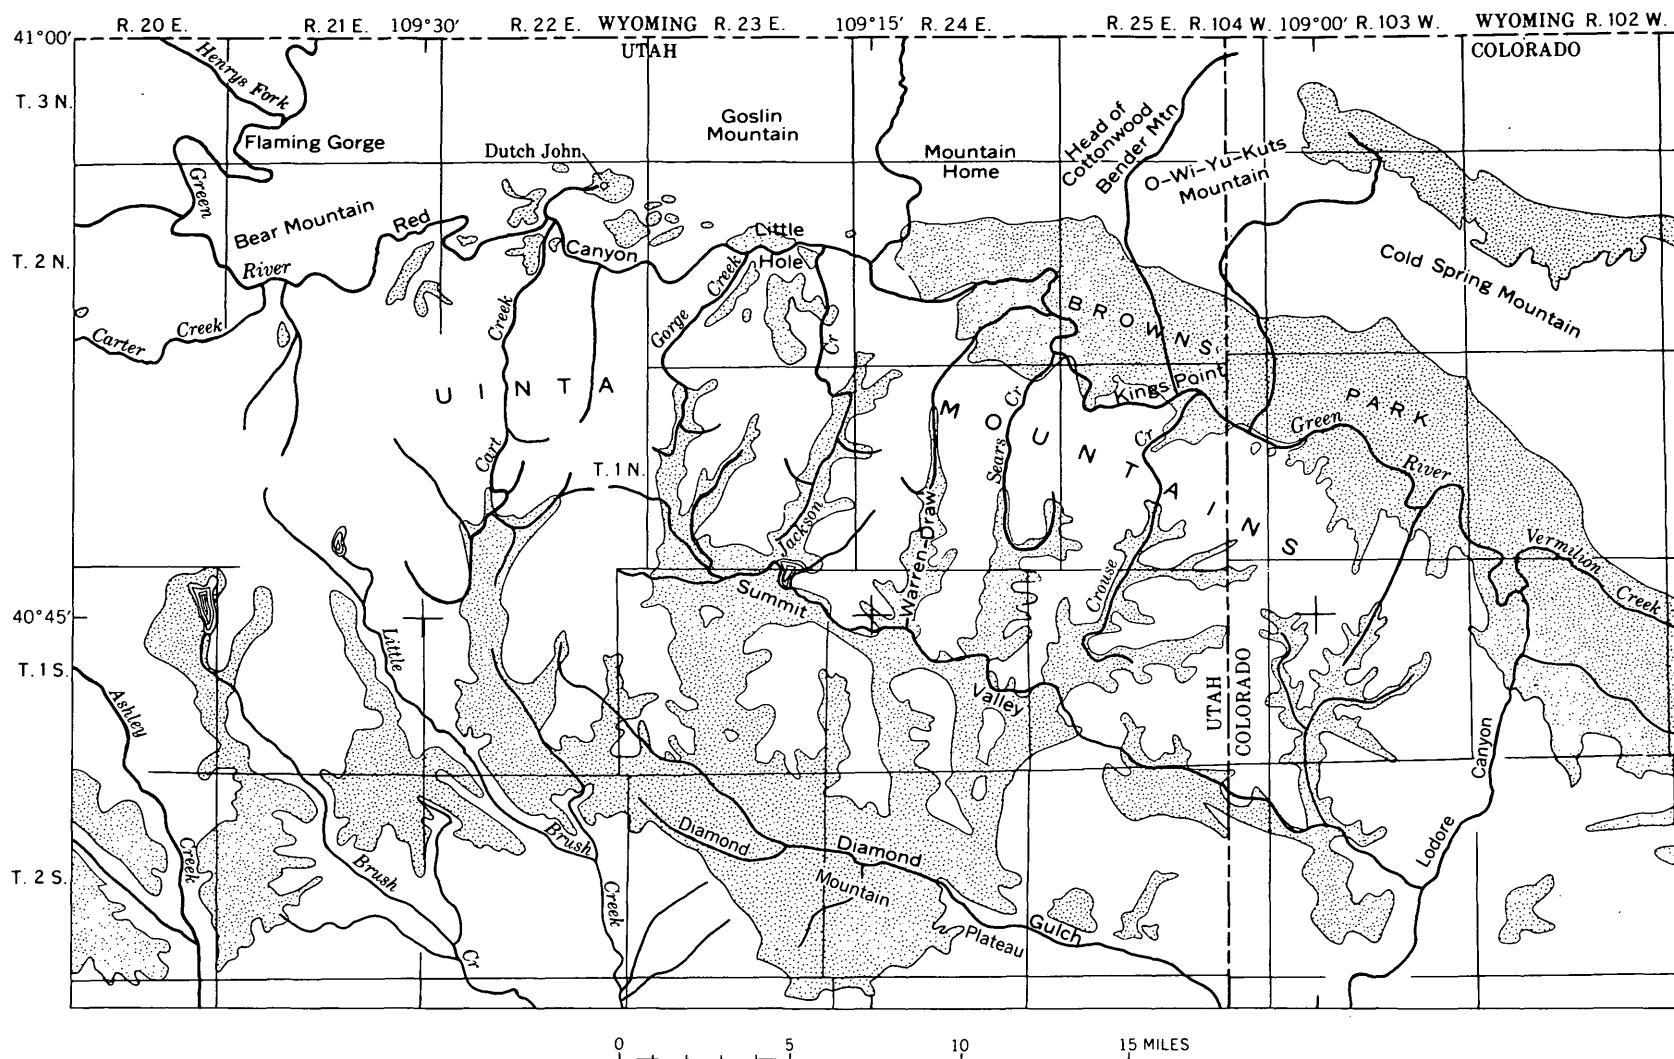 R. 20 E. R. 21 E. 109°30′ R. 22 E. WYOMING R. 23 E. 109°15′ R. 24 E. R. 25 E. R. 104 W. 109°00′ R. 103 W. WYOMING R. 102 W.
41°00′
UTAH
COLORADO
Henrys Fork
T. 3 N.
Flaming Gorge
Goslin
Mountain
Head of
Cottonwood
Bender Mtn
Dutch John
Mountain
Home
O-Wi-Yu-Kuts
Mountain
Green
Bear Mountain
Red
Canyon
Little
Hole
T. 2 N.
River
Cold Spring Mountain
Carter Creek
Creek
Gorge Creek
Cr
BROWNS
Kings Point
PARK
UINTA
MOUNTAINS
Green
River
Cart
T. 1 N.
Sears Cr
Cr
Jackson
Warren-Draw
Crouse
Vermilion
Creek
Summit
40°45′
Little
T. 1 S.
Ashley
Valley
UTAH
COLORADO
Canyon
Lodore
Creek
Brush
Brush
Diamond
Diamond
Mountain
T. 2 S.
Creek
Plateau
Gulch
Cr
0 5 10 15 MILES